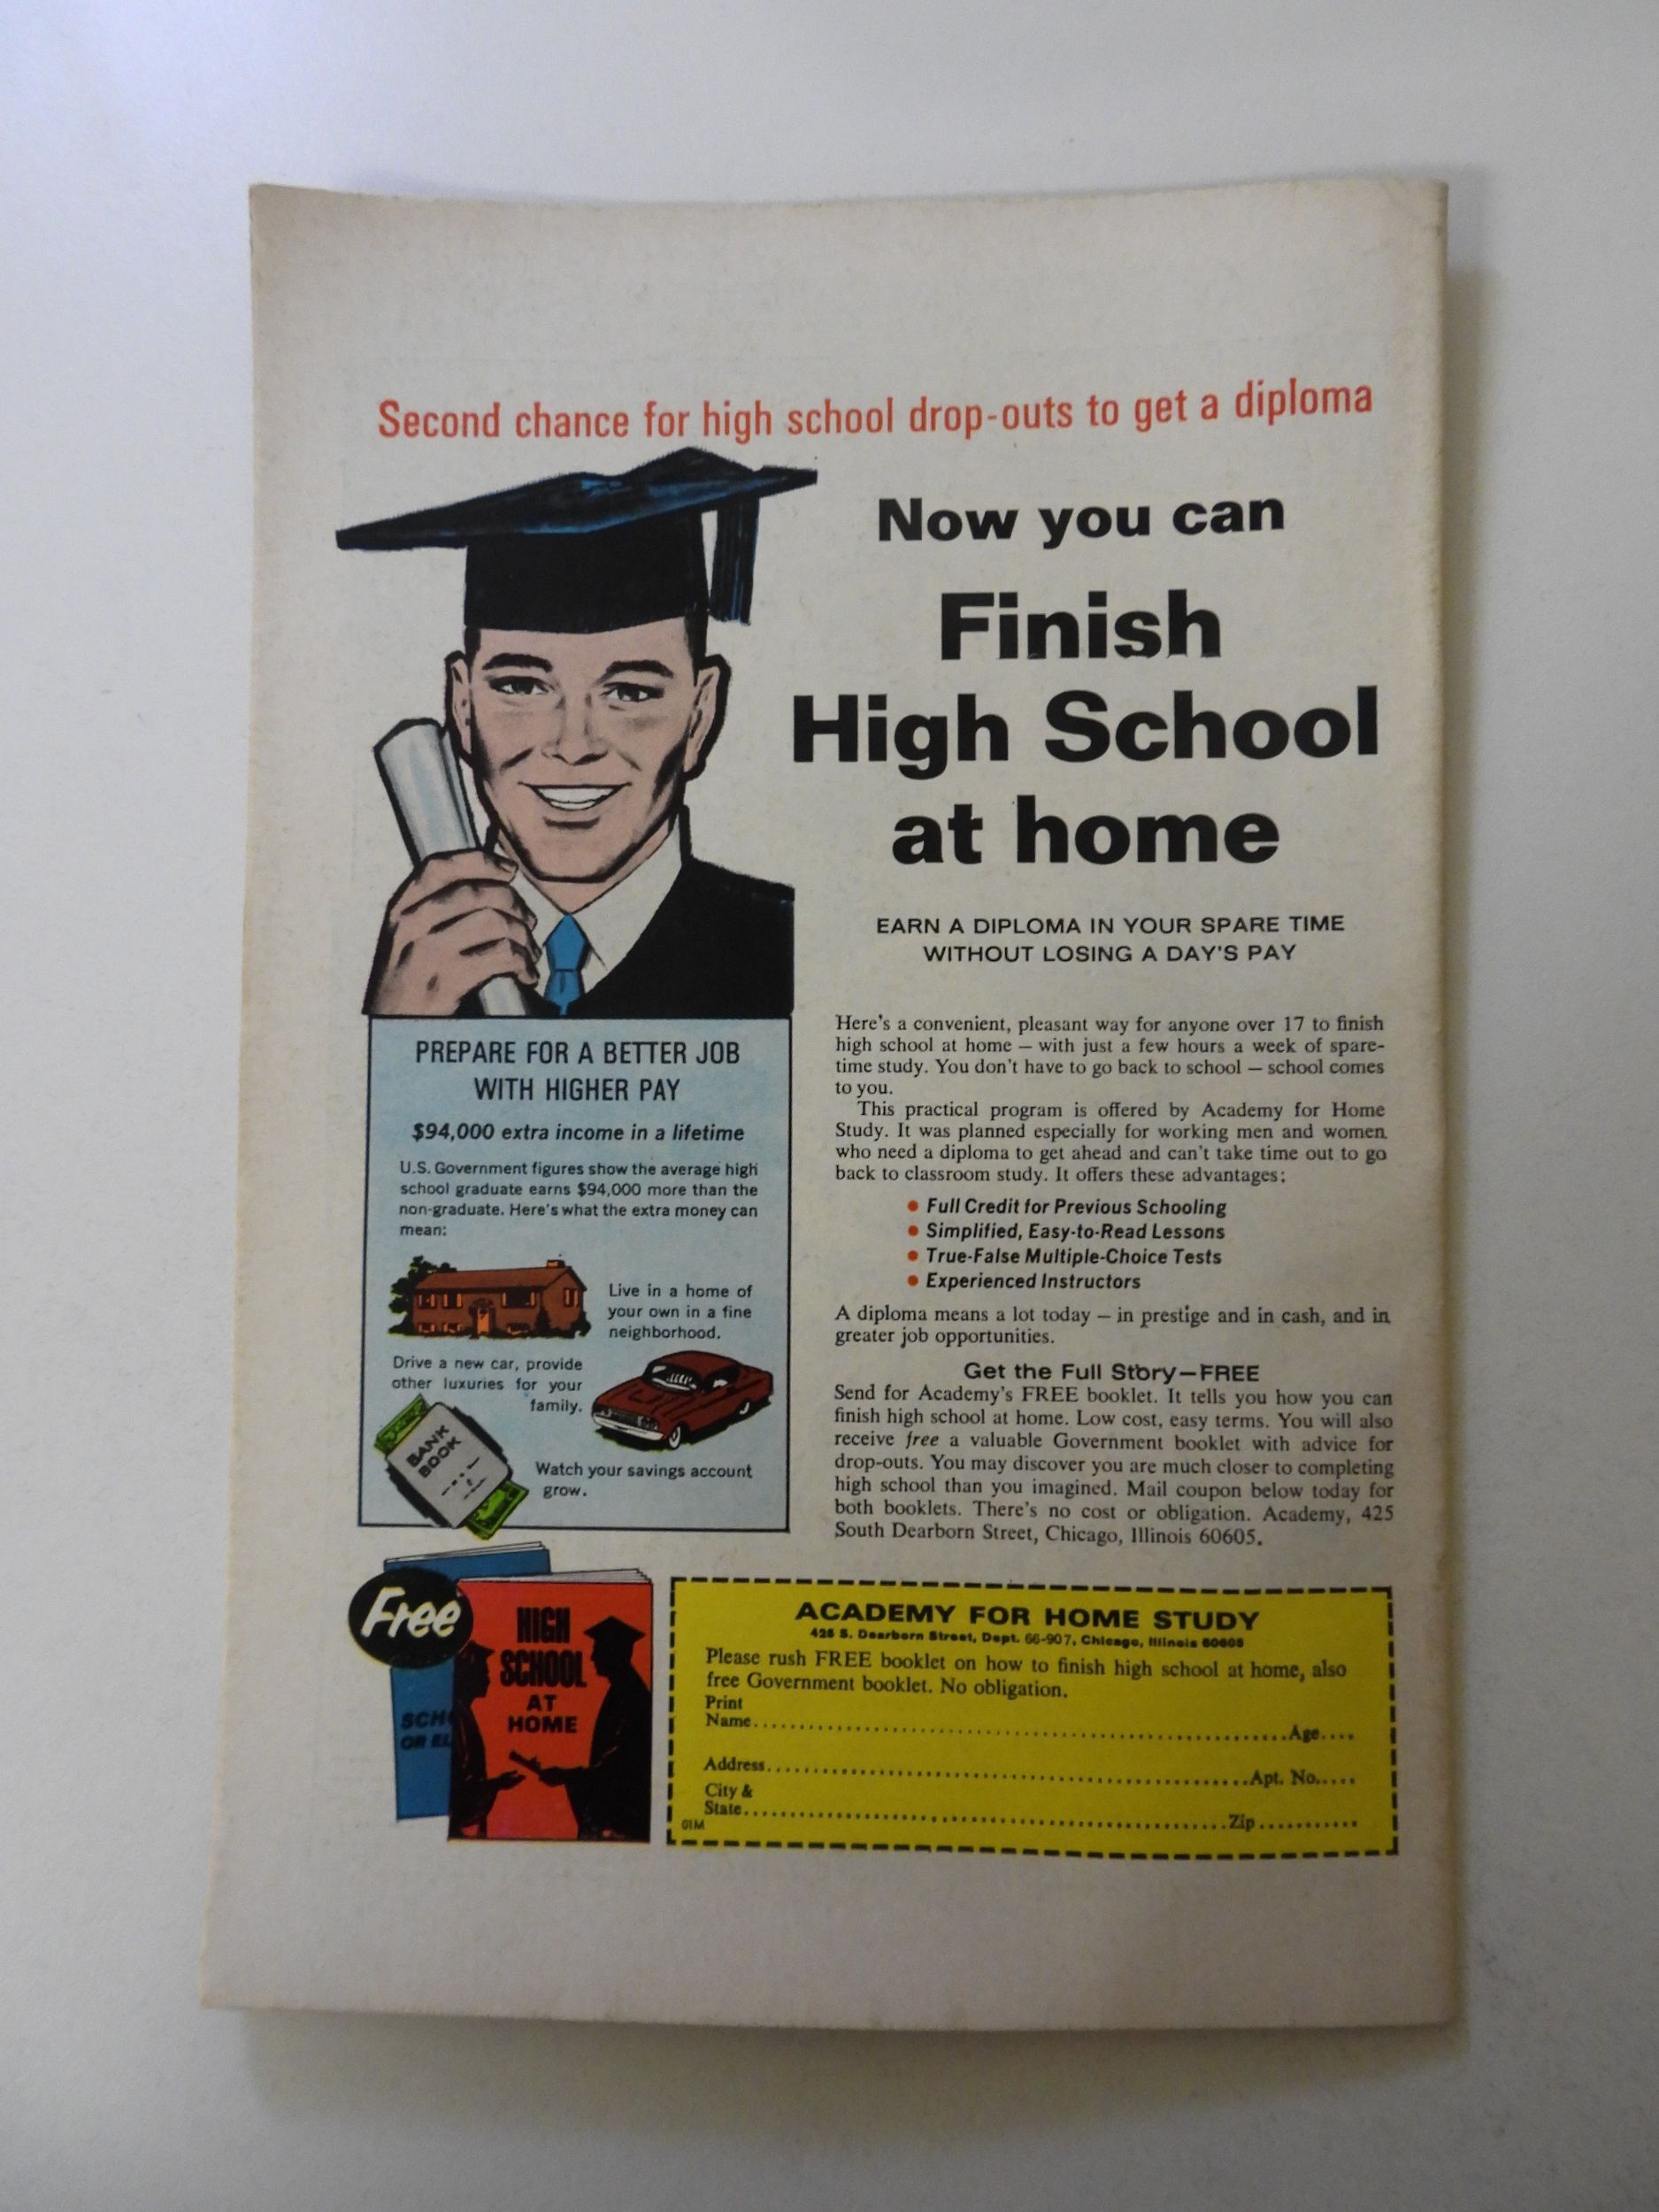 Second chance for high school drop-outs to get a diploma
Now you can
Finish
High School
at home
EARN A DIPLOMA IN YOUR SPARE TIME
WITHOUT LOSING A DAY'S PAY
PREPARE FOR A BETTER JOB
WITH HIGHER PAY
$94,000 extra income in a lifetime
U.S. Government figures show the average high
school graduate earns $94,000 more than the
non-graduate. Here's what the extra money can
mean:
Live in a home of
your own in a fine
neighborhood.
Drive a new car, provide
other luxuries for your
family.
BANK
BOOK
Watch your savings account
grow.
Here's a convenient, pleasant way for anyone over 17 to finish
high school at home — with just a few hours a week of spare-
time study. You don't have to go back to school — school comes
to you.
This practical program is offered by Academy for Home
Study. It was planned especially for working men and women
who need a diploma to get ahead and can't take time out to go
back to classroom study. It offers these advantages:
• Full Credit for Previous Schooling
• Simplified, Easy-to-Read Lessons
• True-False Multiple-Choice Tests
• Experienced Instructors
A diploma means a lot today — in prestige and in cash, and in
greater job opportunities.
Get the Full Story—FREE
Send for Academy's FREE booklet. It tells you how you can
finish high school at home. Low cost, easy terms. You will also
receive free a valuable Government booklet with advice for
drop-outs. You may discover you are much closer to completing
high school than you imagined. Mail coupon below today for
both booklets. There's no cost or obligation. Academy, 425
South Dearborn Street, Chicago, Illinois 60605.
Free
SCH
OR EL
HIGH
SCHOOL
AT
HOME
ACADEMY FOR HOME STUDY
425 S. Dearborn Street, Dept. 66-907, Chicago, Illinois 60605
Please rush FREE booklet on how to finish high school at home, also
free Government booklet. No obligation.
Print
Name..........Age....
Address..........Apt. No.....
City &
State..........Zip..........
01M